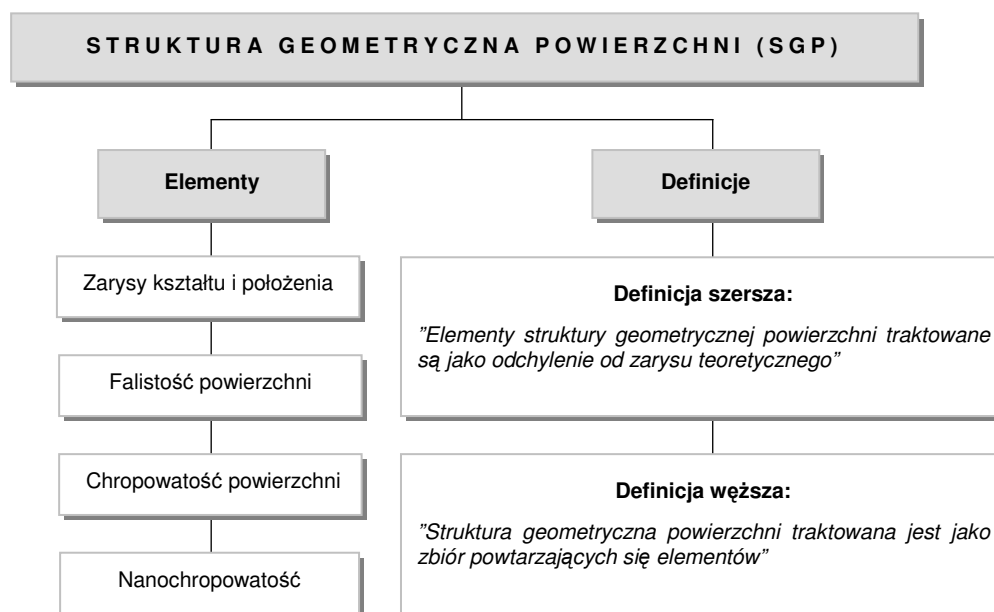 STRUKTURA GEOMETRYCZNA POWIERZCHNI (SGP)
Elementy
Zarysy kształtu i położenia
Falistość powierzchni
Chropowatość powierzchni
Nanochropowatość
Definicje
Definicja szersza:
”Elementy struktury geometrycznej powierzchni traktowane
są jako odchylenie od zarysu teoretycznego”
Definicja węższa:
”Struktura geometryczna powierzchni traktowana jest jako
zbiór powtarzających się elementów”